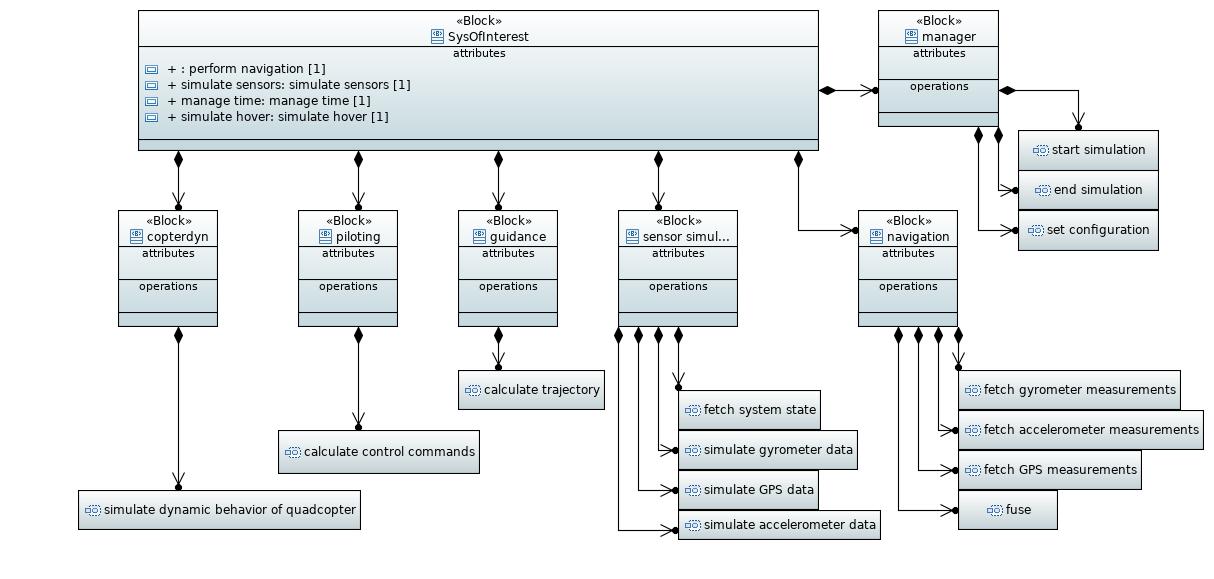 «Block»
SysOfInterest
attributes
+ : perform navigation [1]
+ simulate sensors: simulate sensors [1]
+ manage time: manage time [1]
+ simulate hover: simulate hover [1]
«Block»
manager
attributes
operations
start simulation
end simulation
set configuration
«Block»
copterdyn
attributes
operations
«Block»
piloting
attributes
operations
«Block»
guidance
attributes
operations
«Block»
sensor simul...
attributes
operations
«Block»
navigation
attributes
operations
calculate trajectory
calculate control commands
simulate dynamic behavior of quadcopter
fetch system state
simulate gyrometer data
simulate GPS data
simulate accelerometer data
fetch gyrometer measurements
fetch accelerometer measurements
fetch GPS measurements
fuse